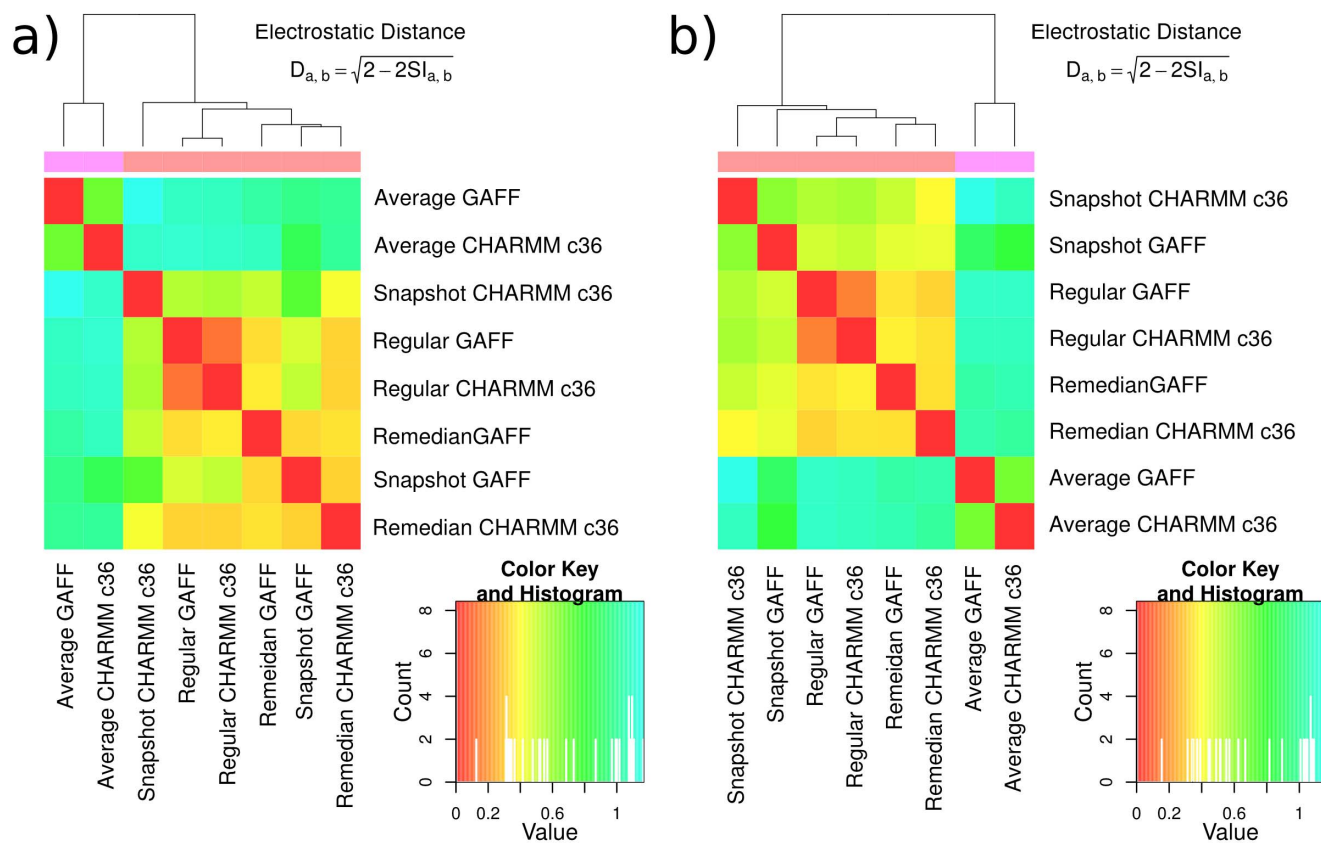 a)
Electrostatic Distance
D a, b = √2 − 2SI a, b
Average GAFF
Average CHARMM c36
Snapshot CHARMM c36
Regular GAFF
Regular CHARMM c36
RemedianGAFF
Snapshot GAFF
Remedian CHARMM c36
Average GAFF
Average CHARMM c36
Snapshot CHARMM c36
Regular GAFF
Regular CHARMM c36
Remeidan GAFF
Snapshot GAFF
Remedian CHARMM c36
Color Key
and Histogram
Count
8
6
4
2
0
0 0.2 0.6 1
Value
b)
Electrostatic Distance
D a, b = √2 − 2SI a, b
Snapshot CHARMM c36
Snapshot GAFF
Regular GAFF
Regular CHARMM c36
RemedianGAFF
Remedian CHARMM c36
Average GAFF
Average CHARMM c36
Snapshot CHARMM c36
Snapshot GAFF
Regular GAFF
Regular CHARMM c36
Remeidan GAFF
Remedian CHARMM c36
Average GAFF
Average CHARMM c36
Color Key
and Histogram
Count
8
6
4
2
0
0 0.2 0.6 1
Value